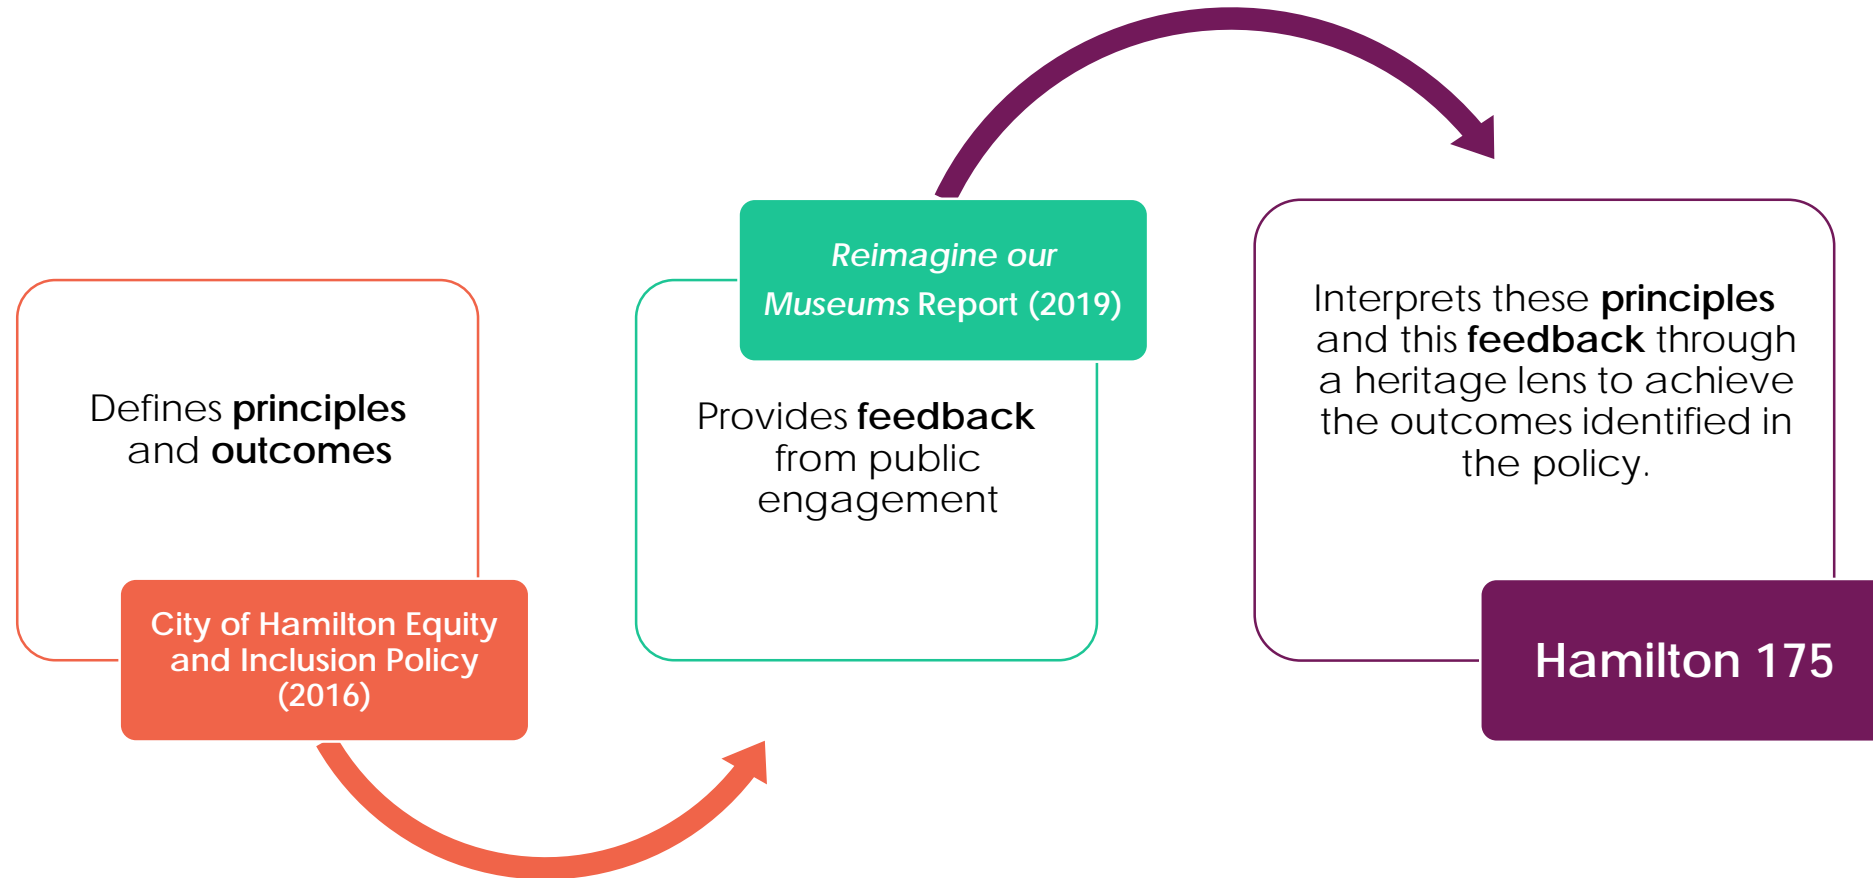 Defines principles
and outcomes
City of Hamilton Equity
and Inclusion Policy
(2016)
Reimagine our
Museums Report (2019)
Provides feedback
from public
engagement
Interprets these principles
and this feedback through
a heritage lens to achieve
the outcomes identified in
the policy.
Hamilton 175